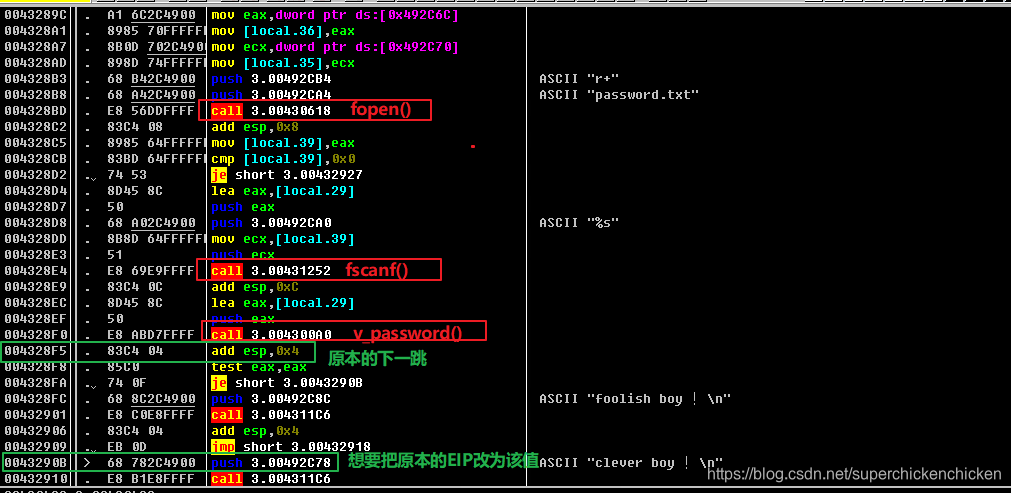 0043289C . A1 6C2C4900 mov eax,dword ptr ds:[0x492C6C]
004328A1 . 8985 70FFFFFF mov [local.36],eax
004328A7 . 8B0D 702C4900 mov ecx,dword ptr ds:[0x492C70]
004328AD . 898D 74FFFFFF mov [local.35],ecx
004328B3 . 68 B42C4900 push 3.00492CB4 ASCII "r+"
004328B8 . 68 A42C4900 push 3.00492CA4 ASCII "password.txt"
004328BD . E8 56DDFFFF call 3.00430618 fopen()
004328C2 . 83C4 08 add esp,0x8
004328C5 . 8985 64FFFFFF mov [local.39],eax
004328CB . 83BD 64FFFFFF cmp [local.39],0x0
004328D2 .﹀ 74 53 je short 3.00432927
004328D4 . 8D45 8C lea eax,[local.29]
004328D7 . 50 push eax
004328D8 . 68 A02C4900 push 3.00492CA0 ASCII "%s"
004328DD . 8B8D 64FFFFFF mov ecx,[local.39]
004328E3 . 51 push ecx
004328E4 . E8 69E9FFFF call 3.00431252 fscanf()
004328E9 . 83C4 0C add esp,0xC
004328EC . 8D45 8C lea eax,[local.29]
004328EF . 50 push eax
004328F0 . E8 ABD7FFFF call 3.004300A0 v_password()
004328F5 . 83C4 04 add esp,0x4 原本的下一跳
004328F8 . 85C0 test eax,eax
004328FA .﹀ 74 0F je short 3.0043290B
004328FC . 68 8C2C4900 push 3.00492C8C ASCII "foolish boy！\n"
00432901 . E8 C0E8FFFF call 3.004311C6
00432906 . 83C4 04 add esp,0x4
00432909 .﹀ EB 0D jmp short 3.00432918
0043290B > 68 782C4900 push 3.00492C78 想要把原本的EIP改为该值 ASCII "clever boy！\n"
00432910 . E8 B1E8FFFF call 3.004311C6
https://blog.csdn.net/superchickenchicken